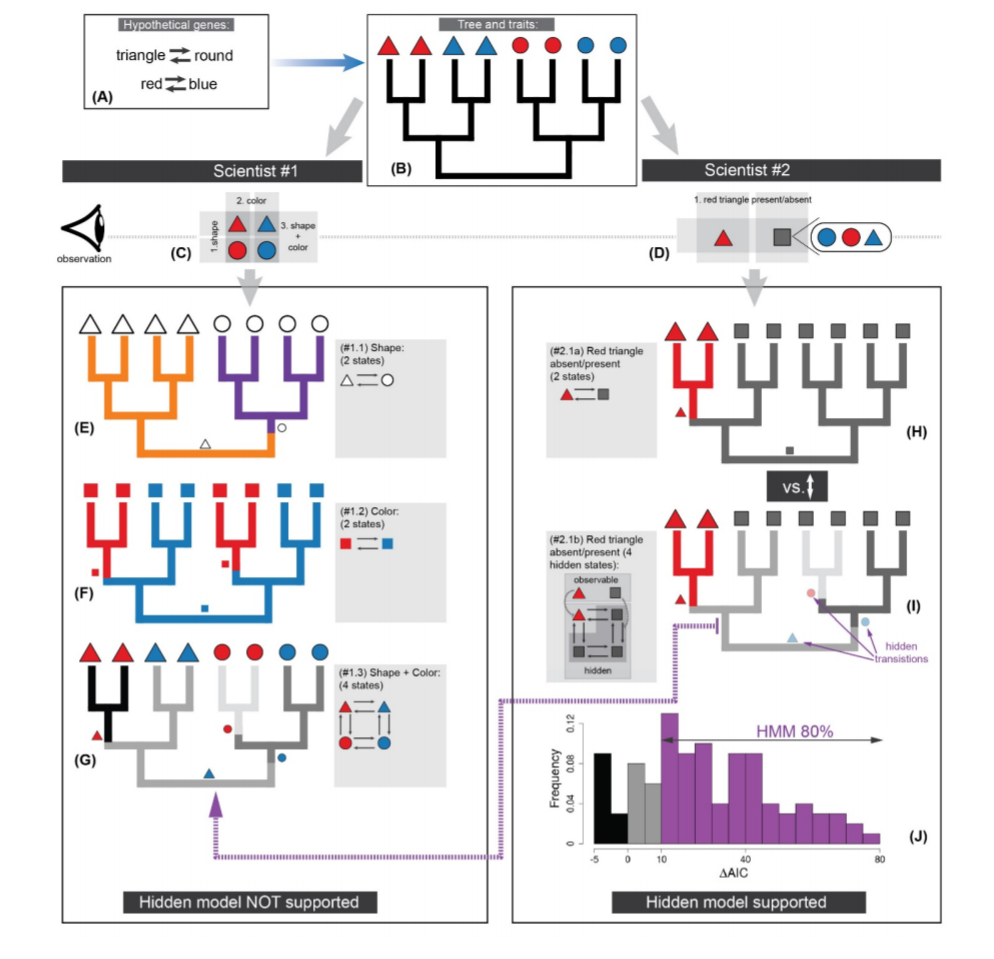 Hypothetical genes:
triangle round
red blue
(A)
Tree and traits:
(B)
Scientist #1
Scientist #2
observation
(C)
2. color
1.shape
3. shape
+
color
(D)
1. red triangle present/absent
(E)
(#1.1) Shape:
(2 states)
(F)
(#1.2) Color:
(2 states)
(G)
(#1.3) Shape + Color:
(4 states)
Hidden model NOT supported
(#2.1a) Red triangle
absent/present
(2 states)
(H)
vs.
(#2.1b) Red triangle
absent/present (4
hidden states):
observable
hidden
(I)
hidden
transistions
HMM 80%
Frequency
0.12
0.08
0.04
0
-5 0 10 40 80
ΔAIC
(J)
Hidden model supported